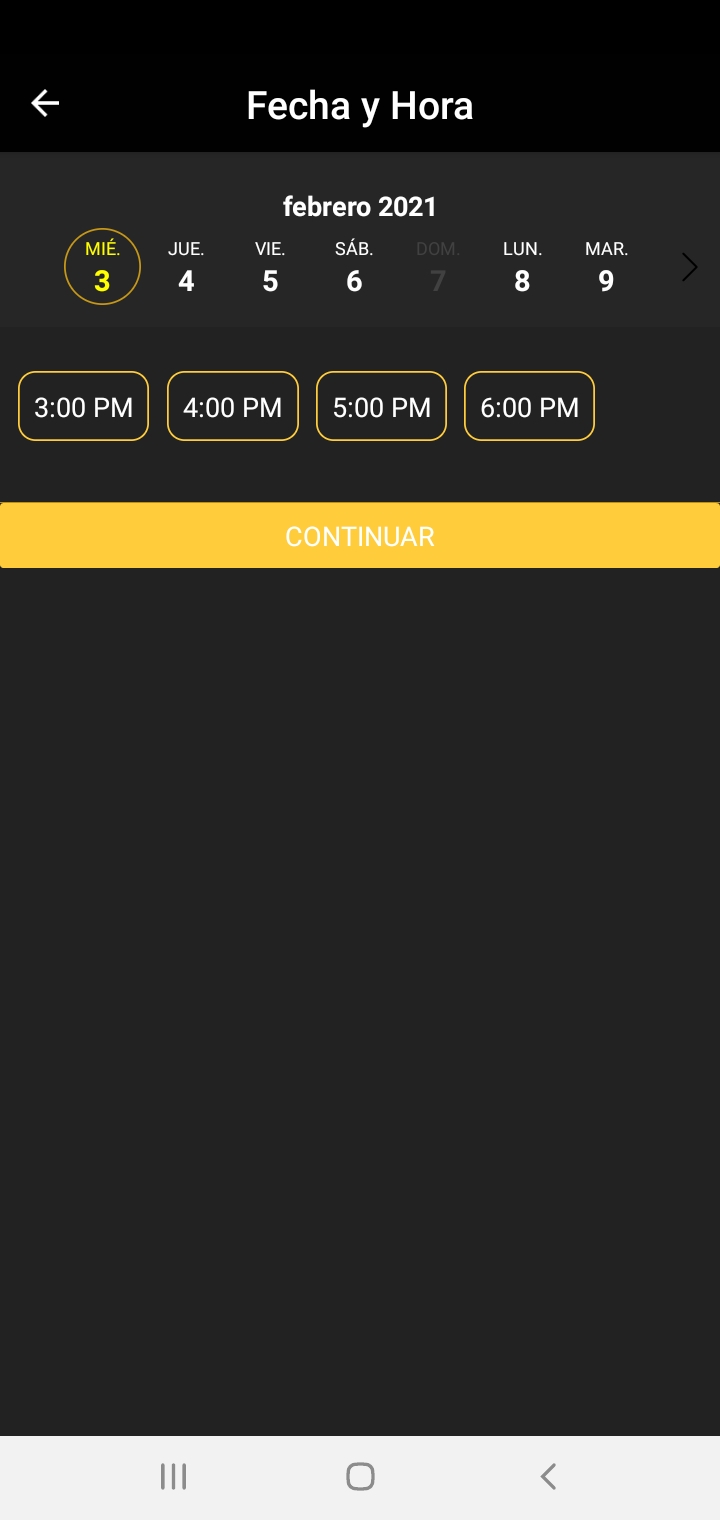 Fecha y Hora
febrero 2021
MIÉ. JUE. VIE. SÁB. DOM. LUN. MAR.
3 4 5 6 7 8 9
3:00 PM 4:00 PM 5:00 PM 6:00 PM
CONTINUAR